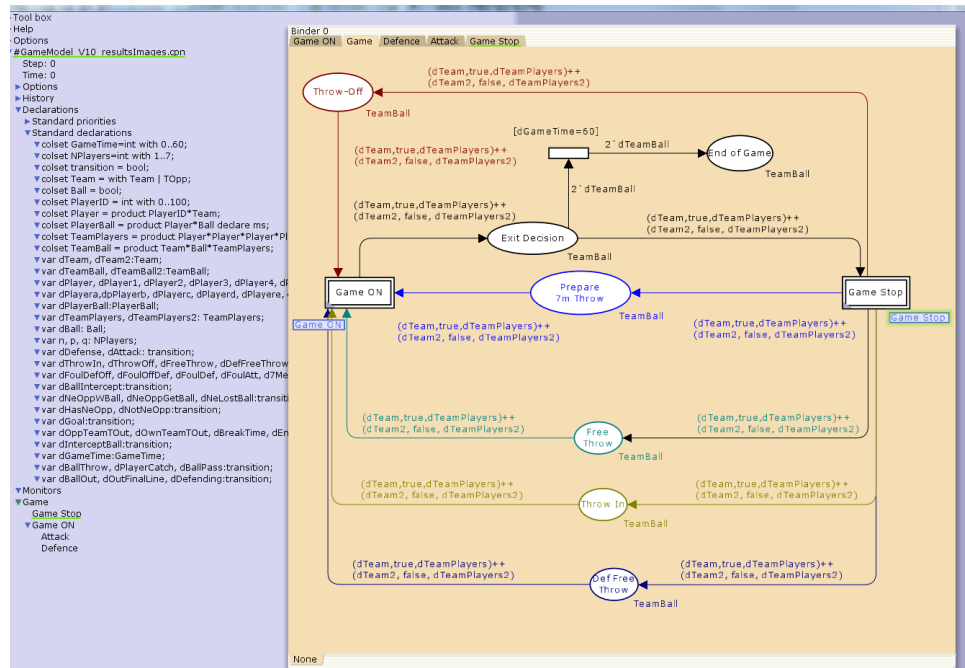 Tool box
Help
Options
#GameModel_V10_resultsImages.cpn
Step: 0
Time: 0
Options
History
Declarations
Standard priorities
Standard declarations
colset GameTime=int with 0..60;
colset NPlayers=int with 1..7;
colset transition = bool;
colset Team = with Team | TOpp;
colset Ball = bool;
colset PlayerID = int with 0..100;
colset Player = product PlayerID*Team;
colset PlayerBall = product Player*Ball declare ms;
colset TeamPlayers = product Player*Player*Player*Pl
colset TeamBall = product Team*Ball*TeamPlayers;
var dTeam, dTeam2:Team;
var dTeamBall, dTeamBall2:TeamBall;
var dPlayer, dPlayer1, dPlayer2, dPlayer3, dPlayer4, dP
var dPlayera,dpPlayerb, dPlayerc, dPlayerd, dPlayere,
var dPlayerBall:PlayerBall;
var dTeamPlayers, dTeamPlayers2: TeamPlayers;
var dBall: Ball;
var n, p, q: NPlayers;
var dDefense, dAttack: transition;
var dThrowIn, dThrowOff, dFreeThrow, dDefFreeThrow
var dFoulDefOff, dFoulOffDef, dFoulDef, dFoulAtt, d7Me
var dBallIntercept:transition;
var dNeOppWBall, dNeOppGetBall, dNeLostBall:transiti
var dHasNeOpp, dNotNeOpp:transition;
var dGoal:transition;
var dOppTeamTOut, dOwnTeamTOut, dBreakTime, dEn
var dInterceptBall:transition;
var dGameTime:GameTime;
var dBallThrow, dPlayerCatch, dBallPass:transition;
var dBallOut, dOutFinalLine, dDefending:transition;
Monitors
Game
Game Stop
Game ON
Attack
Defence
Binder 0
Game ON Game Defence Attack Game Stop
(dTeam,true,dTeamPlayers)++
(dTeam2, false, dTeamPlayers2)
Throw-Off
TeamBall
[dGameTime=60]
(dTeam,true,dTeamPlayers)++
(dTeam2, false, dTeamPlayers2)
2`dTeamBall
End of Game
TeamBall
2`dTeamBall
(dTeam,true,dTeamPlayers)++
(dTeam2, false, dTeamPlayers2)
(dTeam,true,dTeamPlayers)++
(dTeam2, false, dTeamPlayers2)
Exit Decision
TeamBall
Game ON
Game ON
Prepare
7m Throw
TeamBall
Game Stop
Game Stop
(dTeam,true,dTeamPlayers)++
(dTeam2, false, dTeamPlayers2)
(dTeam,true,dTeamPlayers)++
(dTeam2, false, dTeamPlayers2)
(dTeam,true,dTeamPlayers)++
(dTeam2, false, dTeamPlayers2)
(dTeam,true,dTeamPlayers)++
(dTeam2, false, dTeamPlayers2)
Free
Throw
TeamBall
(dTeam,true,dTeamPlayers)++
(dTeam2, false, dTeamPlayers2)
(dTeam,true,dTeamPlayers)++
(dTeam2, false, dTeamPlayers2)
Throw In
TeamBall
(dTeam,true,dTeamPlayers)++
(dTeam2, false, dTeamPlayers2)
(dTeam,true,dTeamPlayers)++
(dTeam2, false, dTeamPlayers2)
Def Free
Throw
TeamBall
None